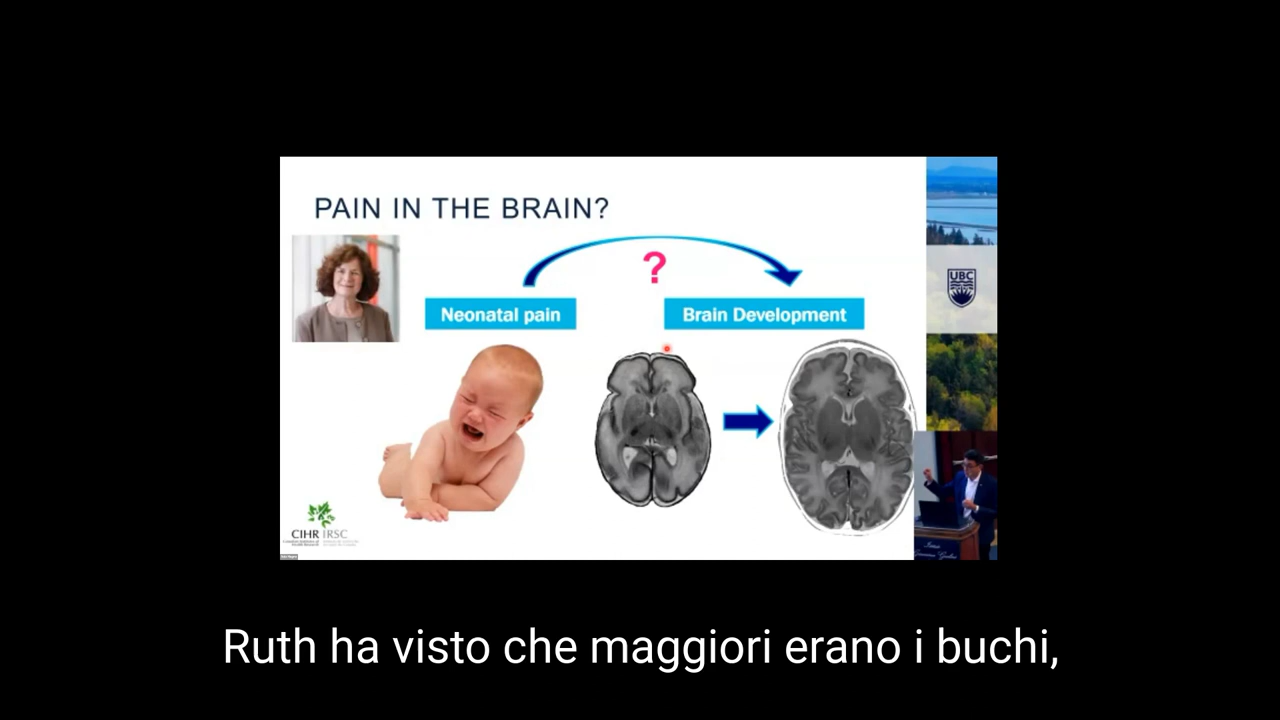 PAIN IN THE BRAIN?
?
Neonatal pain
Brain Development
UBC
CIHR IRSC
Ruth ha visto che maggiori erano i buchi,